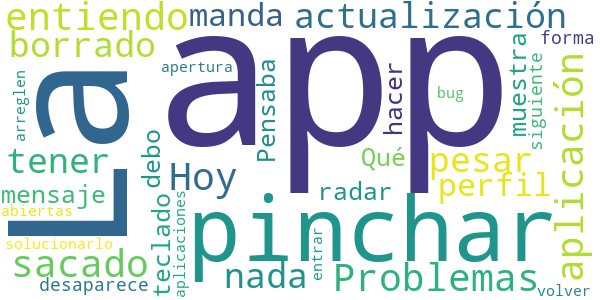 entiendo
manda
actualización
borrado
La
app
arreglen
apertura
Pensaba
hacer
bug
muestra
siguiente
forma
aplicación
tener
debo
Hoy
Qué
pesar
mensaje
teclado
aplicaciones
radar
perfil
abiertas
solucionarlo
pinchar
sacado
desaparece
nada
entrar
Problemas
volver